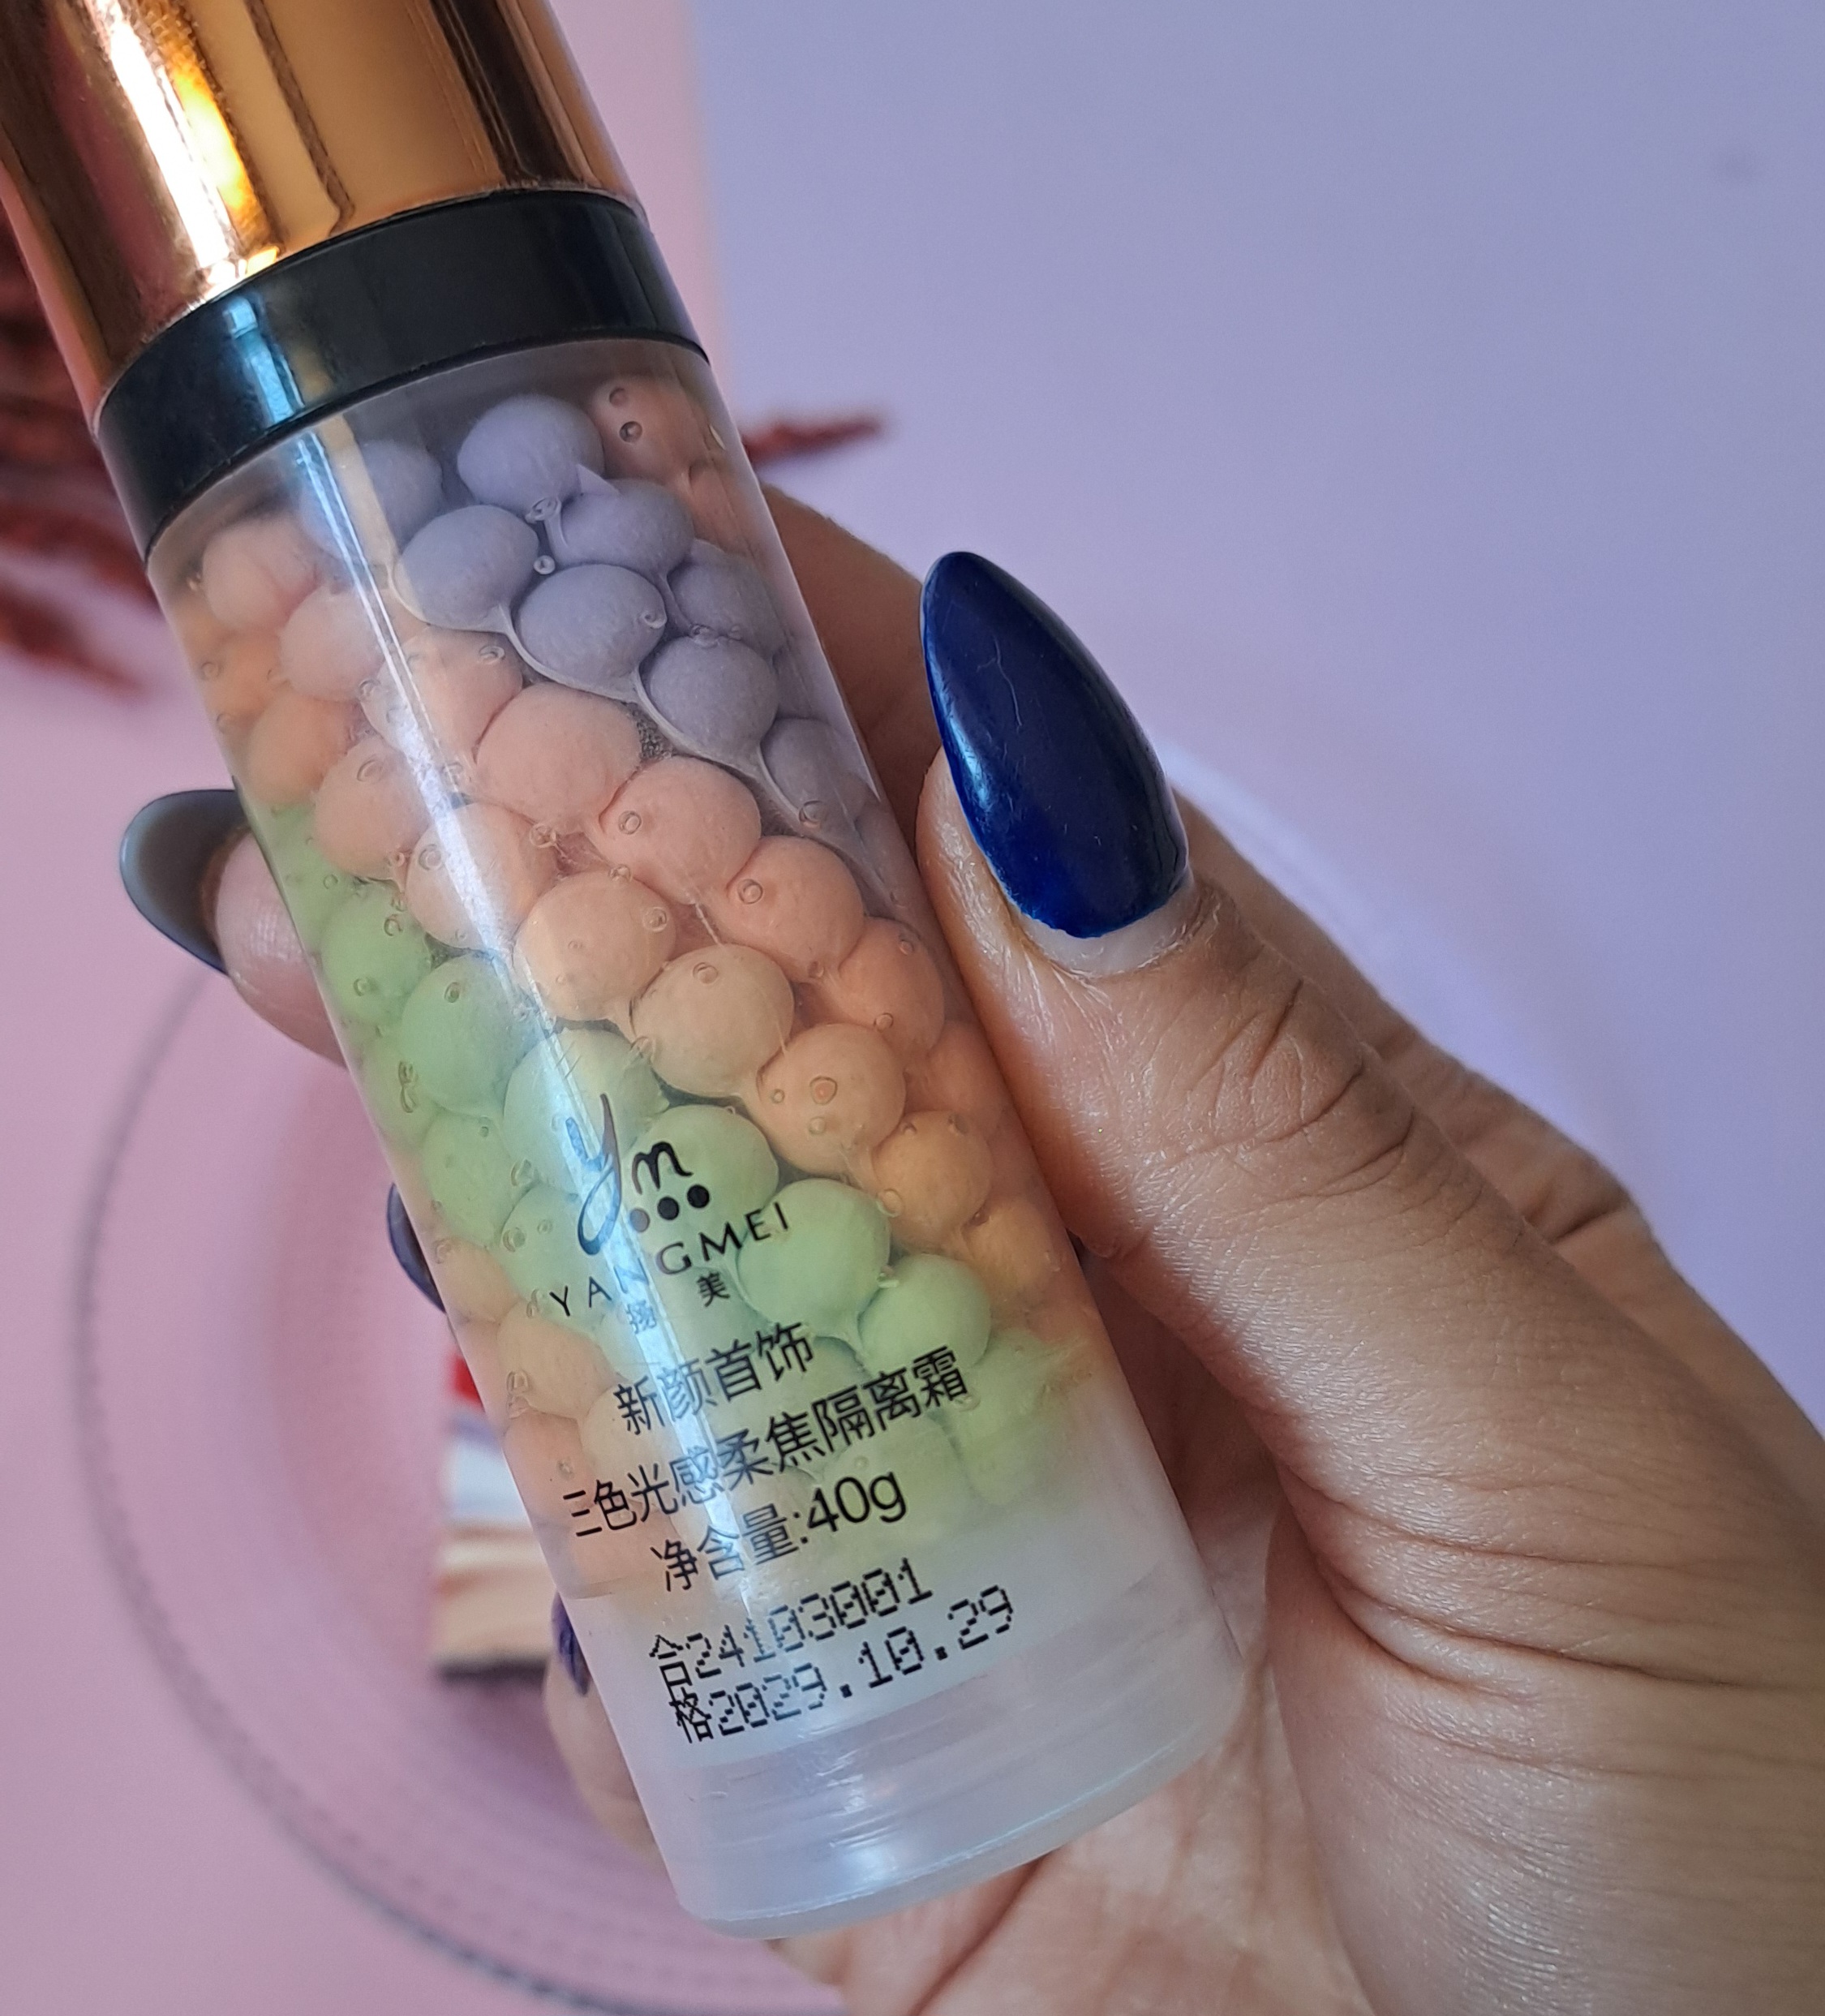 ym
YANGMEI
扬 美
新颜首饰
三色光感柔焦隔离霜
净含量:40g
合24103001
格2029.10.29